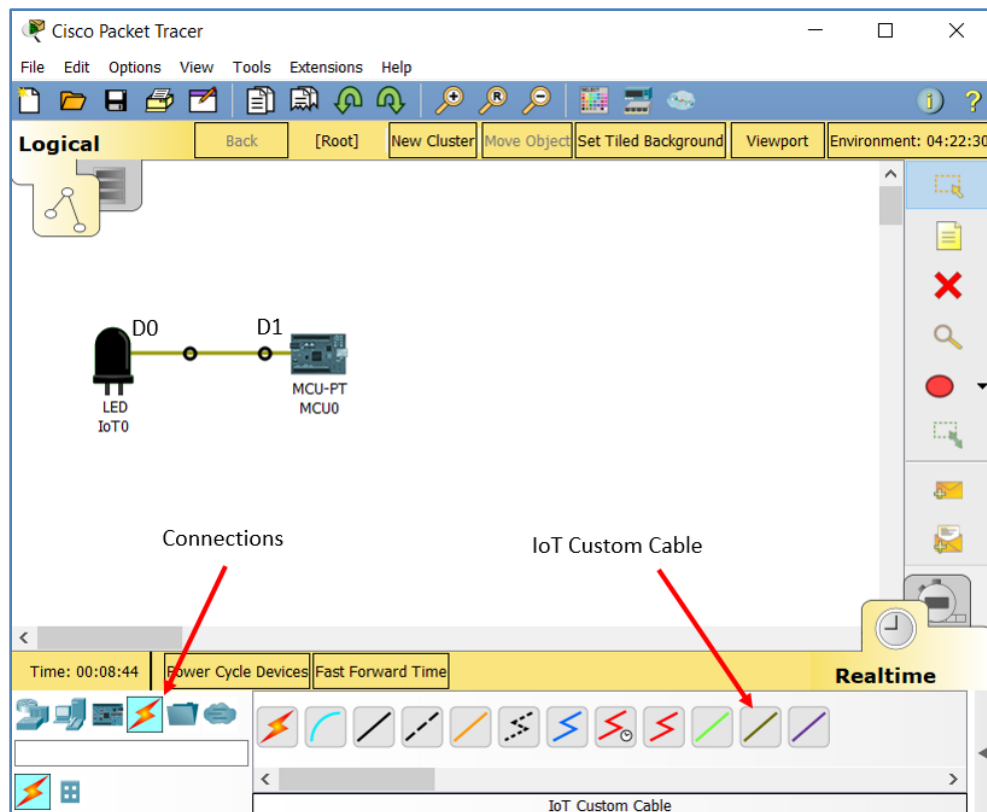 Cisco Packet Tracer
File Edit Options View Tools Extensions Help
Logical Back [Root] New Cluster Move Object Set Tiled Background Viewport Environment: 04:22:30
D0 D1
LED
IoT0
MCU-PT
MCU0
Connections
IoT Custom Cable
Time: 00:08:44 Power Cycle Devices Fast Forward Time Realtime
IoT Custom Cable